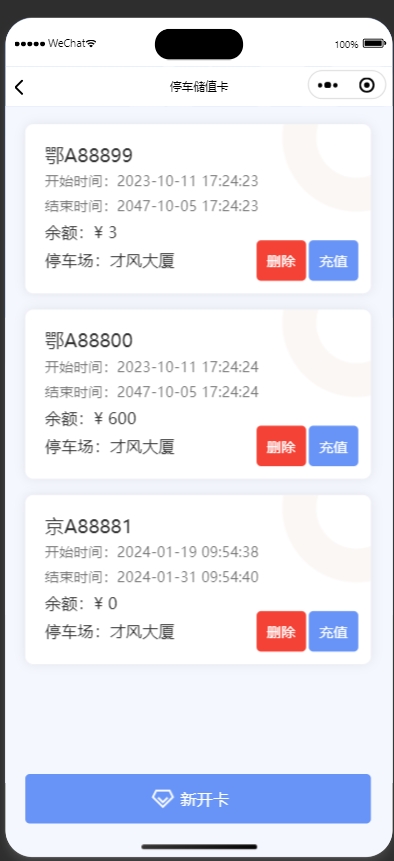 WeChat 100%
停车储值卡
鄂A88899
开始时间：2023-10-11 17:24:23
结束时间：2047-10-05 17:24:23
余额：¥ 3
停车场：才风大厦
删除 充值
鄂A88800
开始时间：2023-10-11 17:24:24
结束时间：2047-10-05 17:24:24
余额：¥ 600
停车场：才风大厦
删除 充值
京A88881
开始时间：2024-01-19 09:54:38
结束时间：2024-01-31 09:54:40
余额：¥ 0
停车场：才风大厦
删除 充值
新开卡